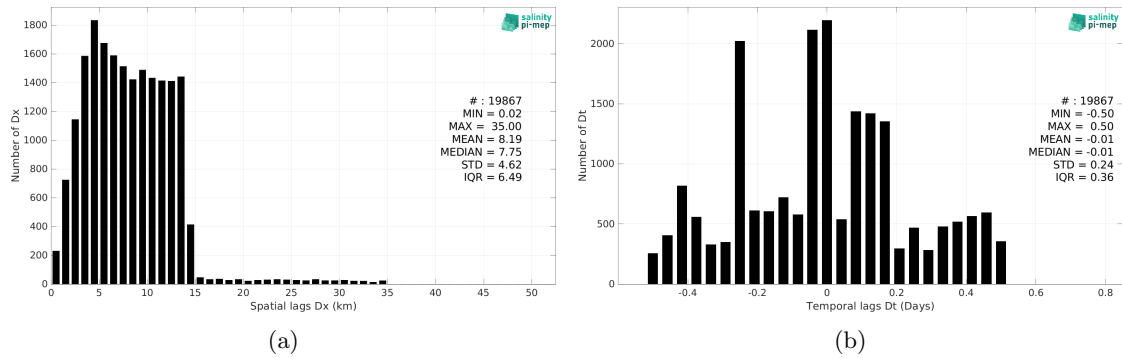 1800
1600
1400
1200
1000
800
600
400
200
0
Number of Dx
0 5 10 15 20 25 30 35 40 45 50
Spatial lags Dx (km)
salinity
pi-mep
# : 19867
MIN = 0.02
MAX = 35.00
MEAN = 8.19
MEDIAN = 7.75
STD = 4.62
IQR = 6.49
(a)
2000
1500
1000
500
0
Number of Dt
-0.4 -0.2 0 0.2 0.4 0.6 0.8
Temporal lags Dt (Days)
salinity
pi-mep
# : 19867
MIN = -0.50
MAX = 0.50
MEAN = -0.01
MEDIAN = -0.01
STD = 0.24
IQR = 0.36
(b)